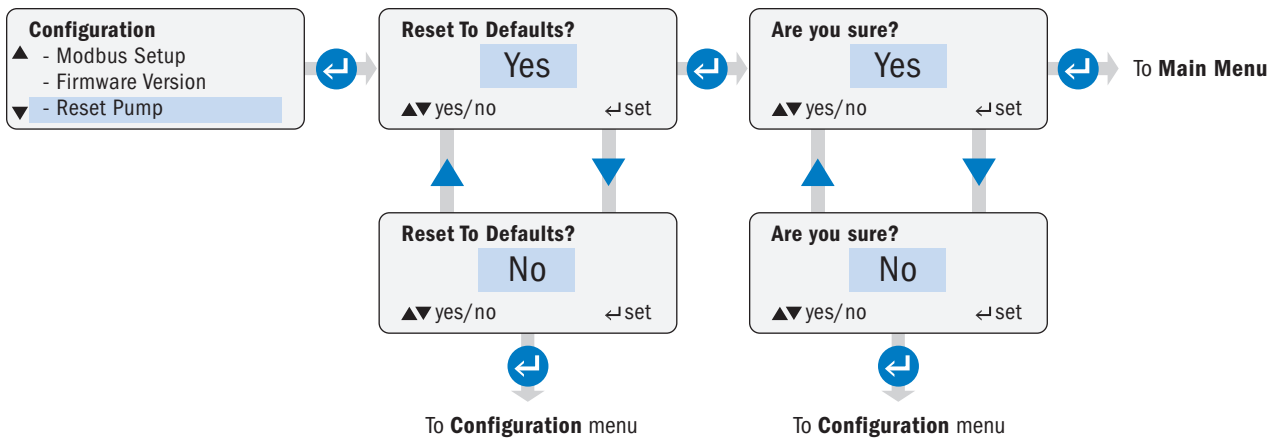 Configuration
- Modbus Setup
- Firmware Version
- Reset Pump
Reset To Defaults?
Yes
▲▼ yes/no ↵ set
Are you sure?
Yes
▲▼ yes/no ↵ set
To Main Menu
Reset To Defaults?
No
▲▼ yes/no ↵ set
To Configuration menu
Are you sure?
No
▲▼ yes/no ↵ set
To Configuration menu